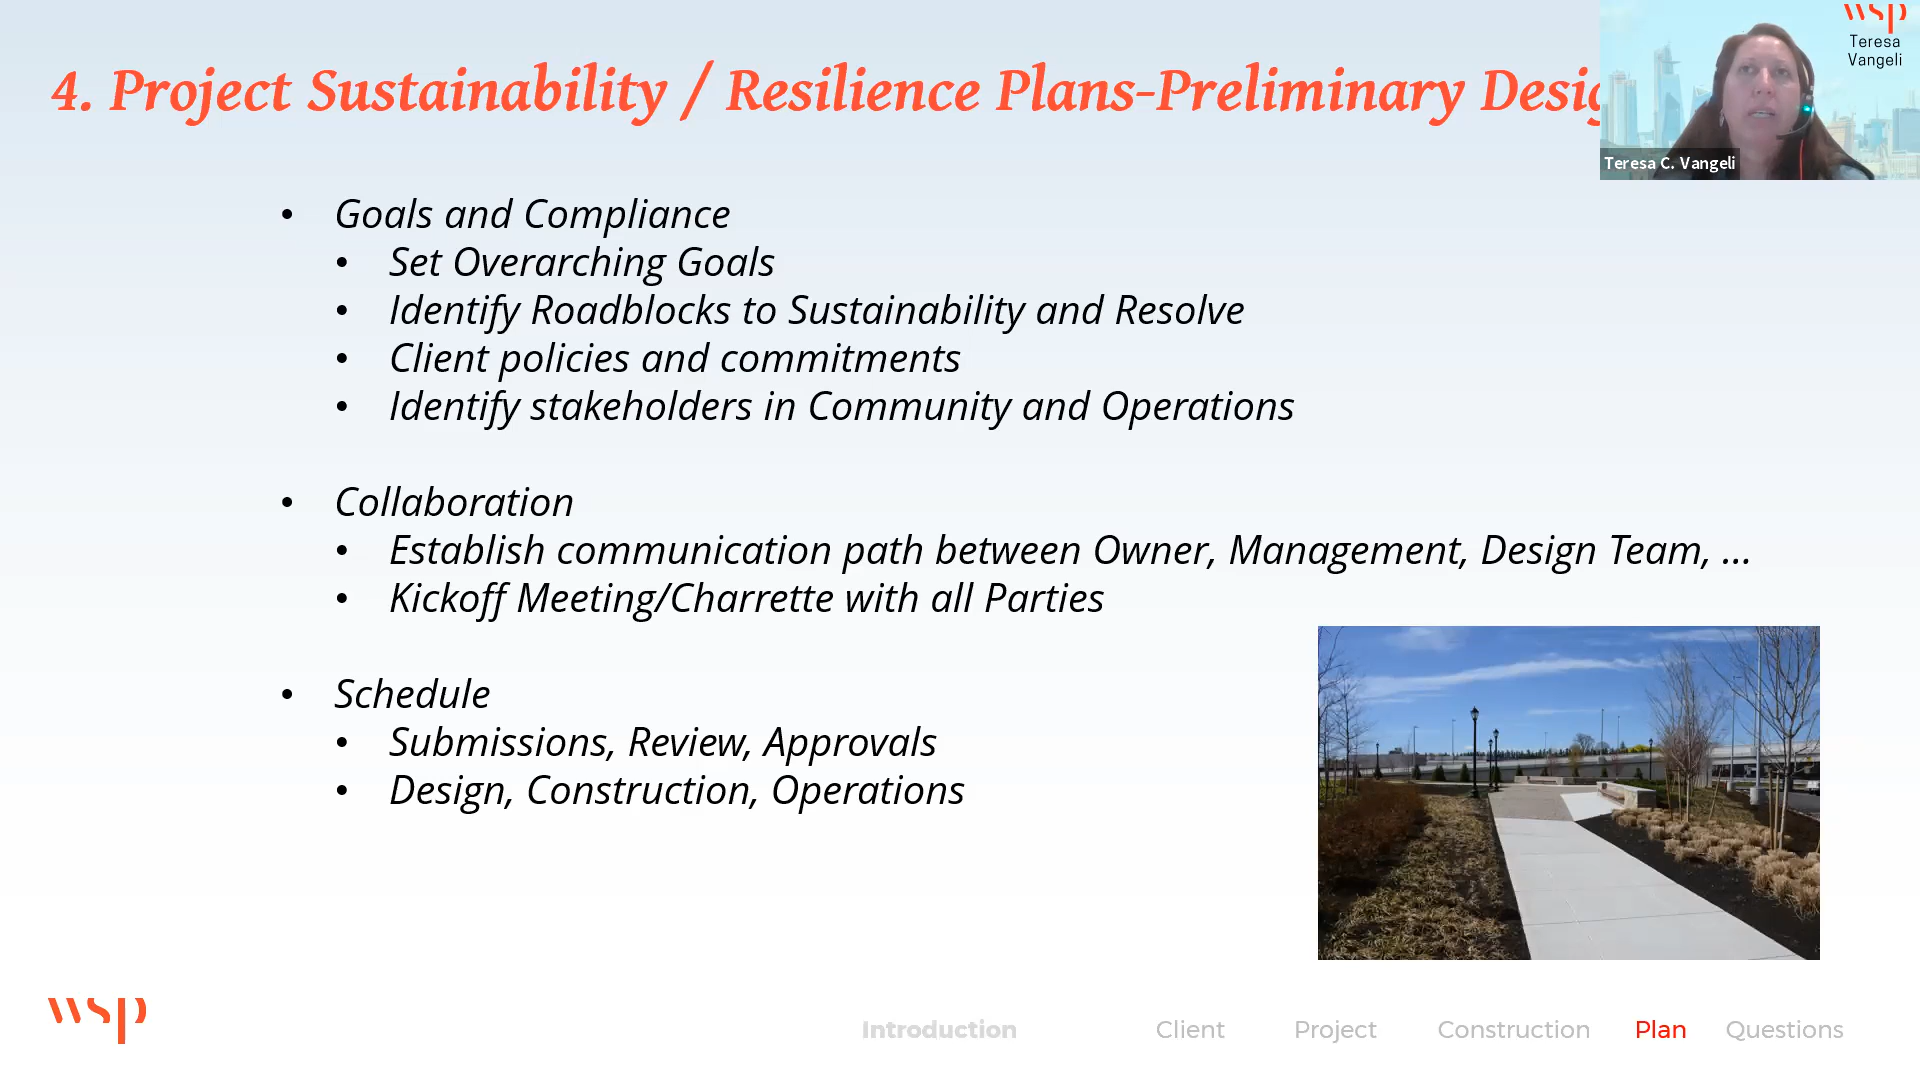 4. Project Sustainability / Resilience Plans-Preliminary Desig
wsp
Teresa
Vangeli
Teresa C. Vangeli
• Goals and Compliance
• Set Overarching Goals
• Identify Roadblocks to Sustainability and Resolve
• Client policies and commitments
• Identify stakeholders in Community and Operations
• Collaboration
• Establish communication path between Owner, Management, Design Team, ...
• Kickoff Meeting/Charrette with all Parties
• Schedule
• Submissions, Review, Approvals
• Design, Construction, Operations
wsp
Introduction Client Project Construction Plan Questions